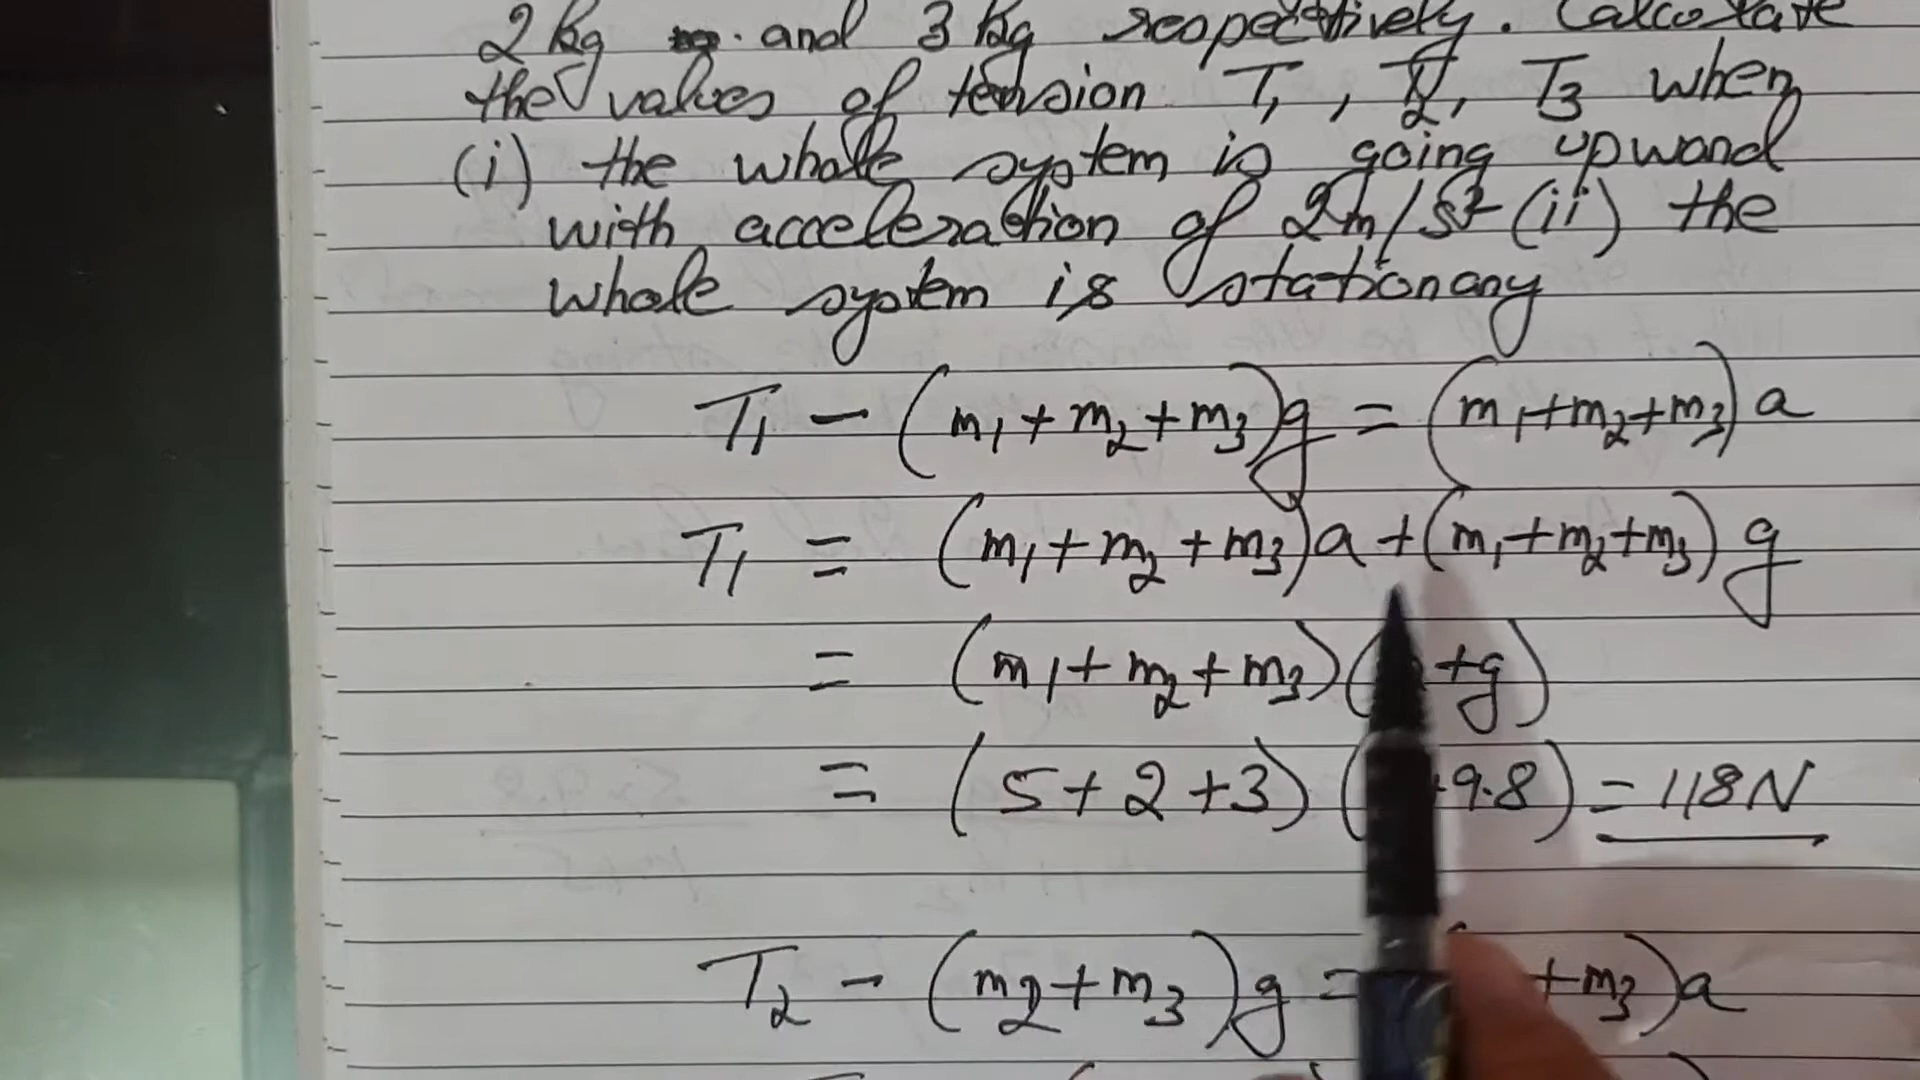 2 kg and 3 kg respectively. Calculate
the values of tension T1, T2, T3 when
(i) the whole system is going upward
with acceleration of 2m/s² (ii) the
whole system is stationary
T1 - (m1 + m2 + m3)g = (m1+m2+m3)a
T1 = (m1+m2+m3)a+(m1+m2+m3)g
= (m1+m2+m3)( +g)
= (5+2+3)( +9.8) = 118N
T2 - (m2+m3)g = ( +m3)a